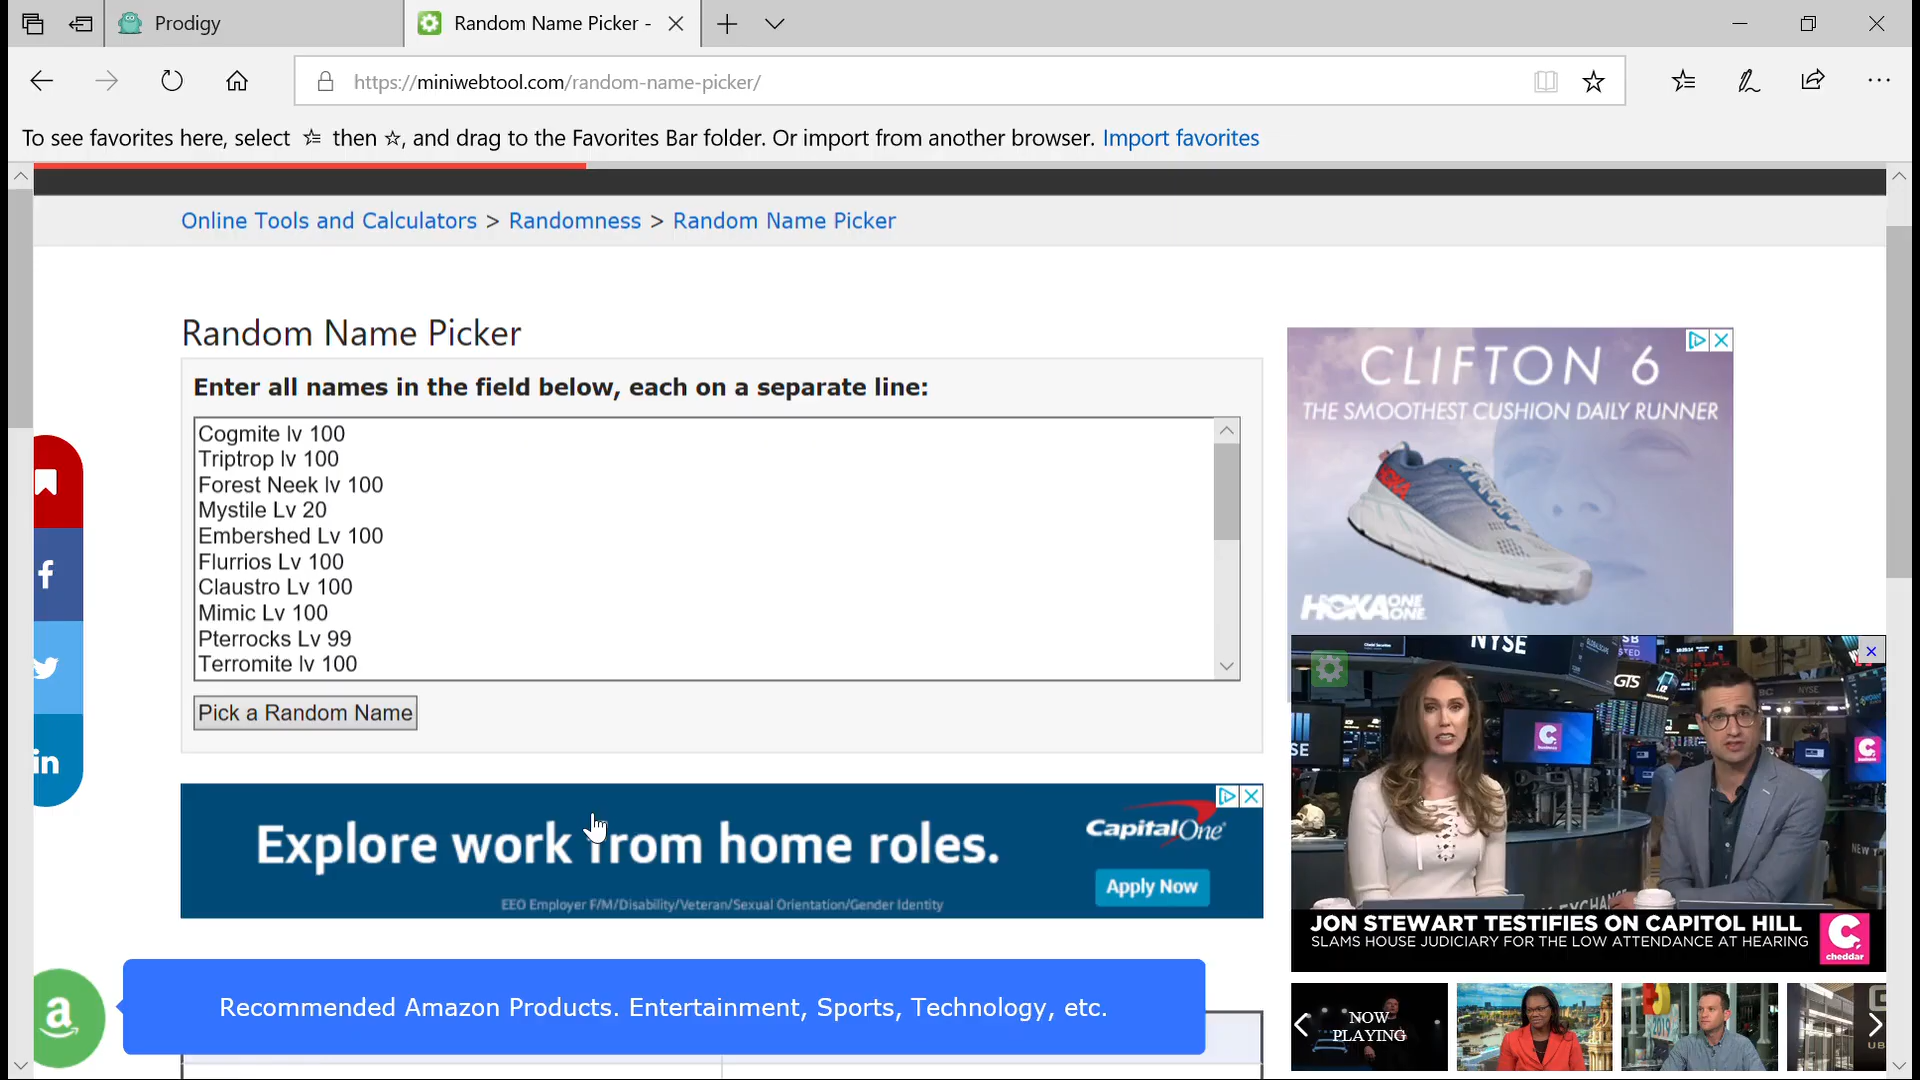 Prodigy
Random Name Picker -
https://miniwebtool.com/random-name-picker/
To see favorites here, select then , and drag to the Favorites Bar folder. Or import from another browser. Import favorites
Online Tools and Calculators > Randomness > Random Name Picker
Random Name Picker
Enter all names in the field below, each on a separate line:
Cogmite lv 100
Triptrop lv 100
Forest Neek lv 100
Mystile Lv 20
Embershed Lv 100
Flurrios Lv 100
Claustro Lv 100
Mimic Lv 100
Pterrocks Lv 99
Terromite lv 100
Pick a Random Name
CLIFTON 6
THE SMOOTHEST CUSHION DAILY RUNNER
HOKA
HOKA ONE ONE
NYSE
GTS
JON STEWART TESTIFIES ON CAPITOL HILL
SLAMS HOUSE JUDICIARY FOR THE LOW ATTENDANCE AT HEARING
cheddar
Explore work from home roles.
Capital One
Apply Now
EEO Employer F/M/Disability/Veteran/Sexual Orientation/Gender Identity
Recommended Amazon Products. Entertainment, Sports, Technology, etc.
NOW
PLAYING